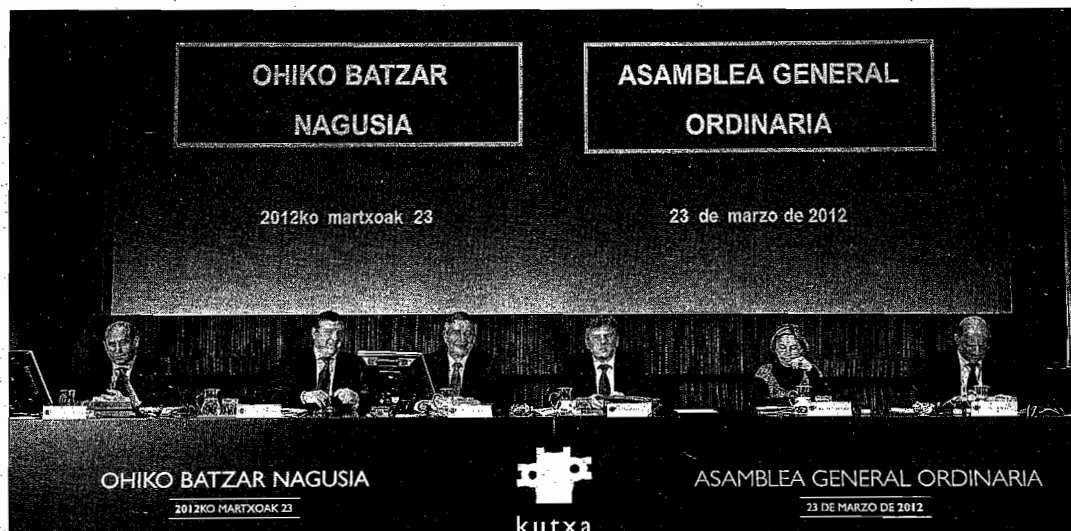 OHIKO BATZAR
NAGUSIA
ASAMBLEA GENERAL
ORDINARIA
2012ko martxoak 23
23 de marzo de 2012
OHIKO BATZAR NAGUSIA
2012KO MARTXOAK 23
kutxa
ASAMBLEA GENERAL ORDINARIA
23 DE MARZO DE 2012